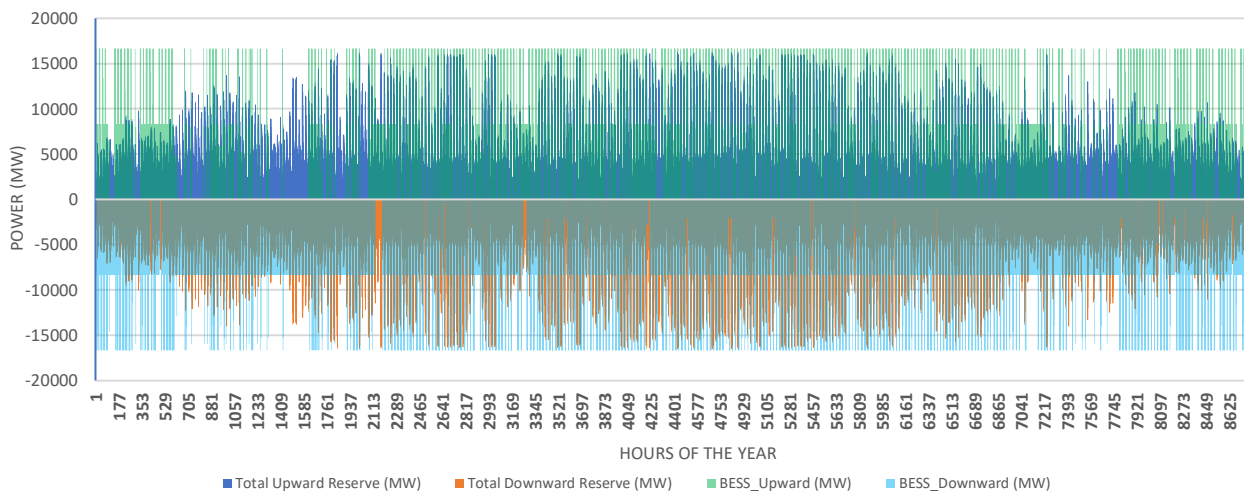 20000
15000
10000
5000
0
-5000
-10000
-15000
-20000
POWER (MW)
1 177 353 529 705 881 1057 1233 1409 1585 1761 1937 2113 2289 2465 2641 2817 2993 3169 3345 3521 3697 3873 4049 4225 4401 4577 4753 4929 5105 5281 5457 5633 5809 5985 6161 6337 6513 6689 6865 7041 7217 7393 7569 7745 7921 8097 8273 8449 8625
HOURS OF THE YEAR
Total Upward Reserve (MW) Total Downward Reserve (MW) BESS_Upward (MW) BESS_Downward (MW)